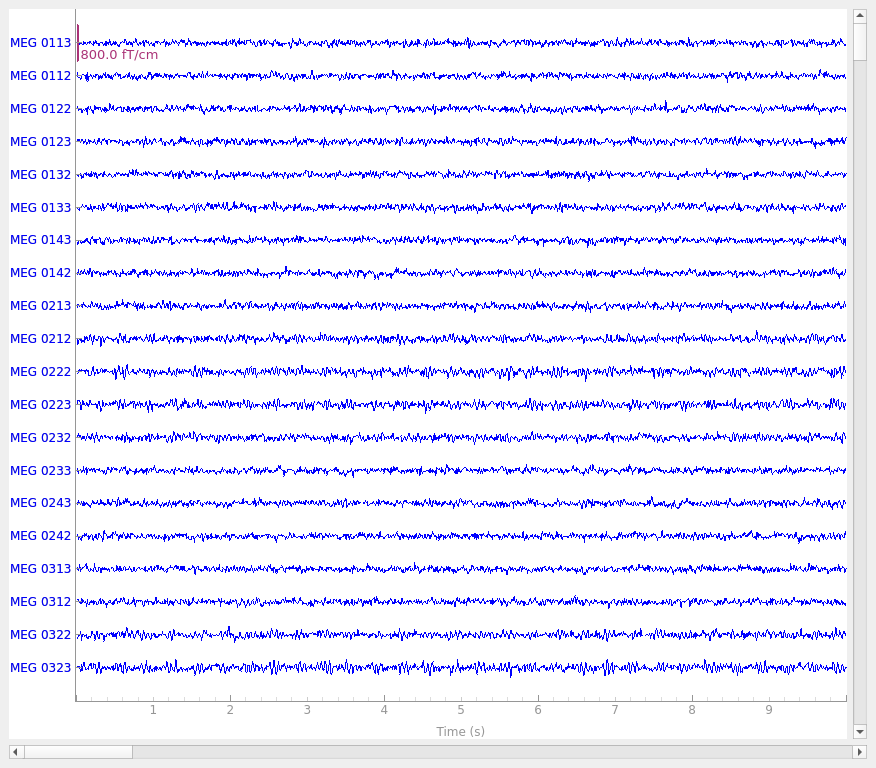 MEG 0113
800.0 fT/cm
MEG 0112
MEG 0122
MEG 0123
MEG 0132
MEG 0133
MEG 0143
MEG 0142
MEG 0213
MEG 0212
MEG 0222
MEG 0223
MEG 0232
MEG 0233
MEG 0243
MEG 0242
MEG 0313
MEG 0312
MEG 0322
MEG 0323
1 2 3 4 5 6 7 8 9
Time (s)